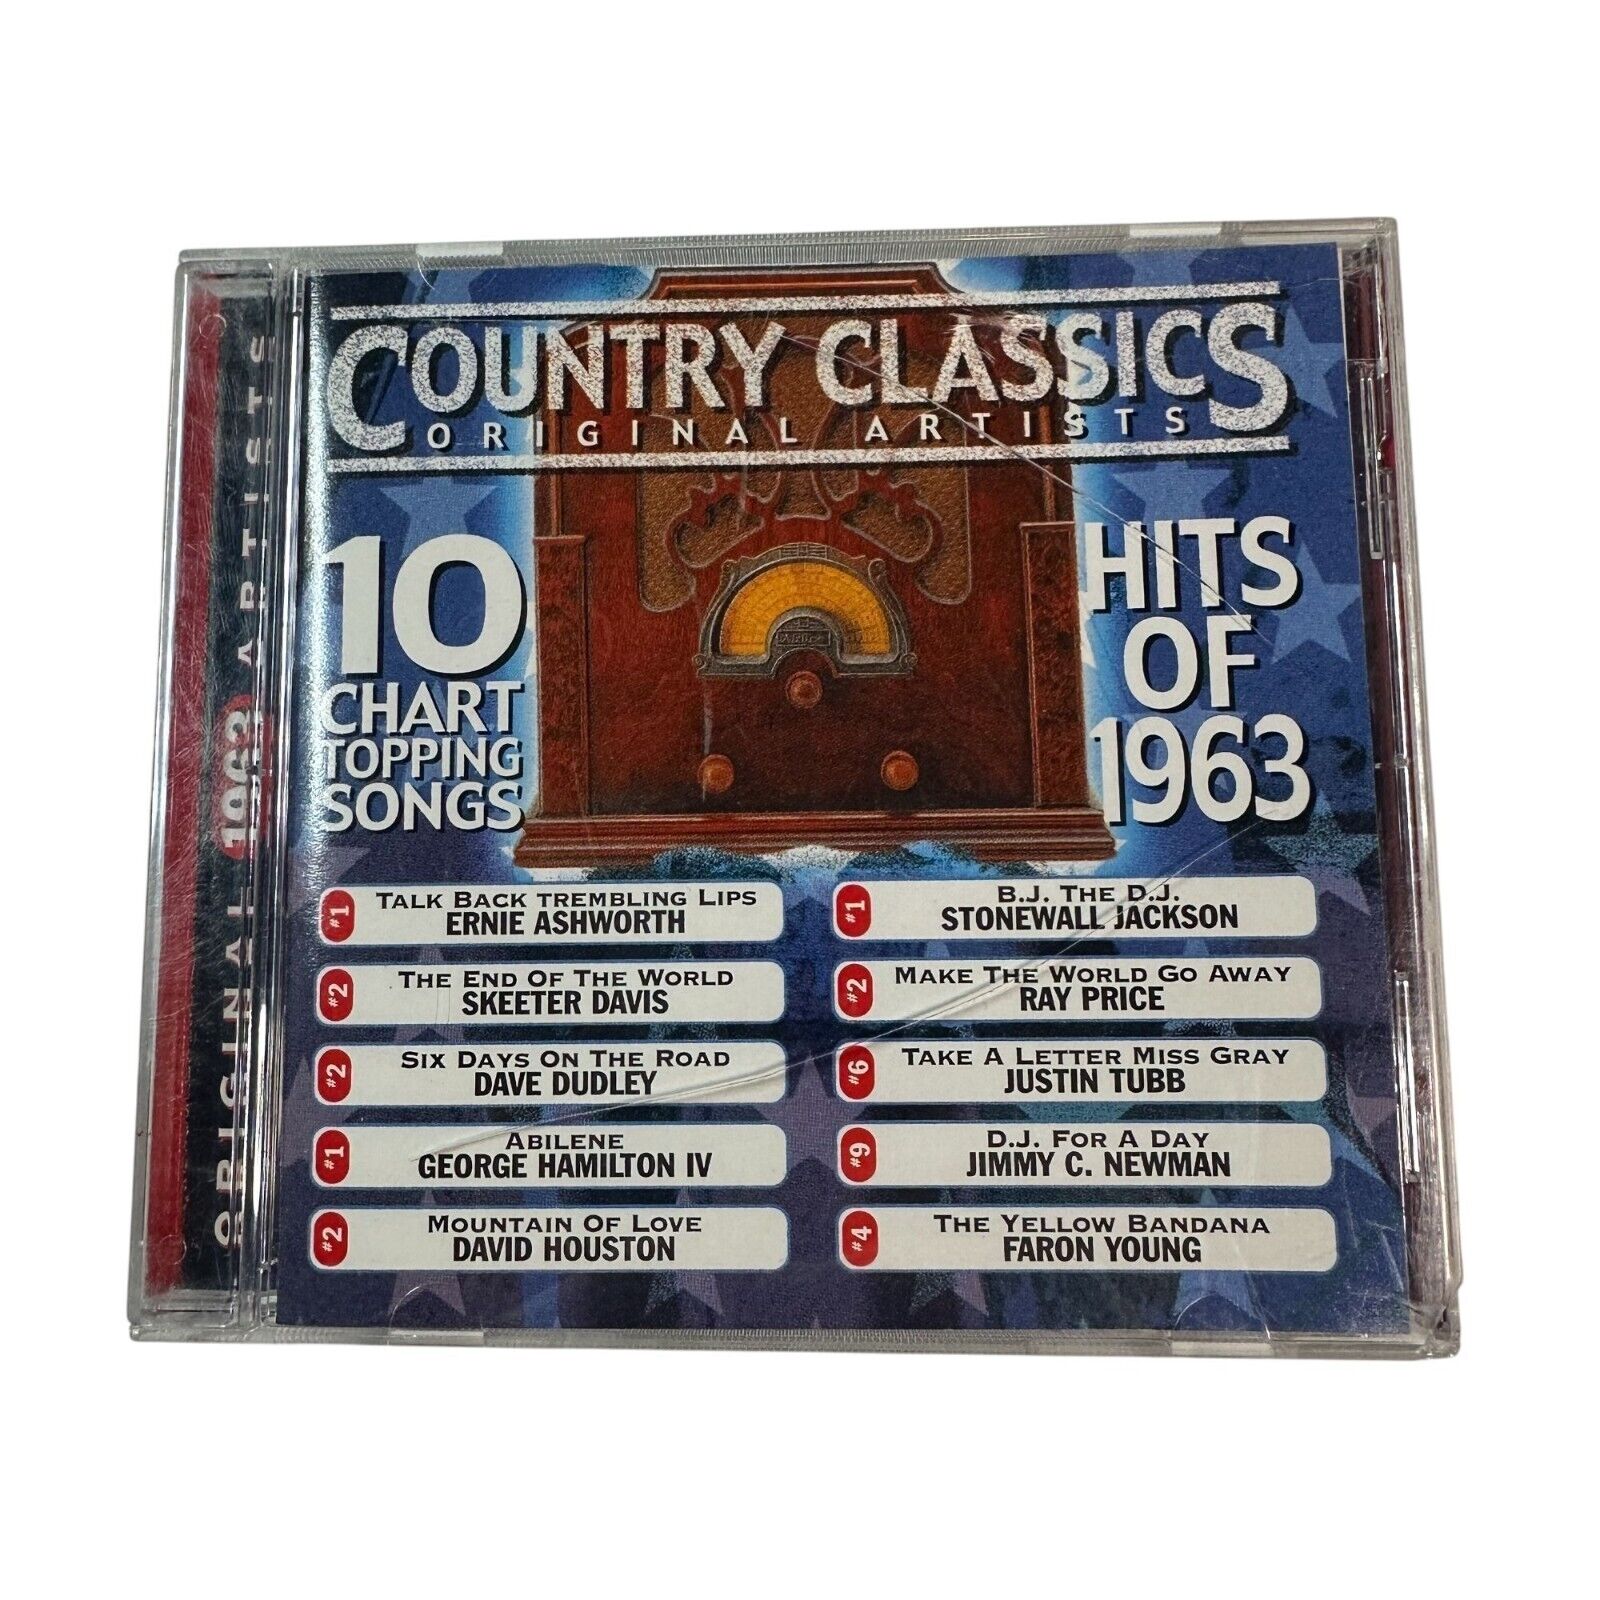 COUNTRY CLASSICS
ORIGINAL ARTISTS
10
CHART
TOPPING
SONGS
HITS
OF
1963
#1
TALK BACK TREMBLING LIPS
ERNIE ASHWORTH
#2
THE END OF THE WORLD
SKEETER DAVIS
#2
SIX DAYS ON THE ROAD
DAVE DUDLEY
#1
ABILENE
GEORGE HAMILTON IV
#2
MOUNTAIN OF LOVE
DAVID HOUSTON
#1
B.J. THE D.J.
STONEWALL JACKSON
#2
MAKE THE WORLD GO AWAY
RAY PRICE
#6
TAKE A LETTER MISS GRAY
JUSTIN TUBB
#9
D.J. FOR A DAY
JIMMY C. NEWMAN
#4
THE YELLOW BANDANA
FARON YOUNG
ORIGINAL 1963 ARTISTS